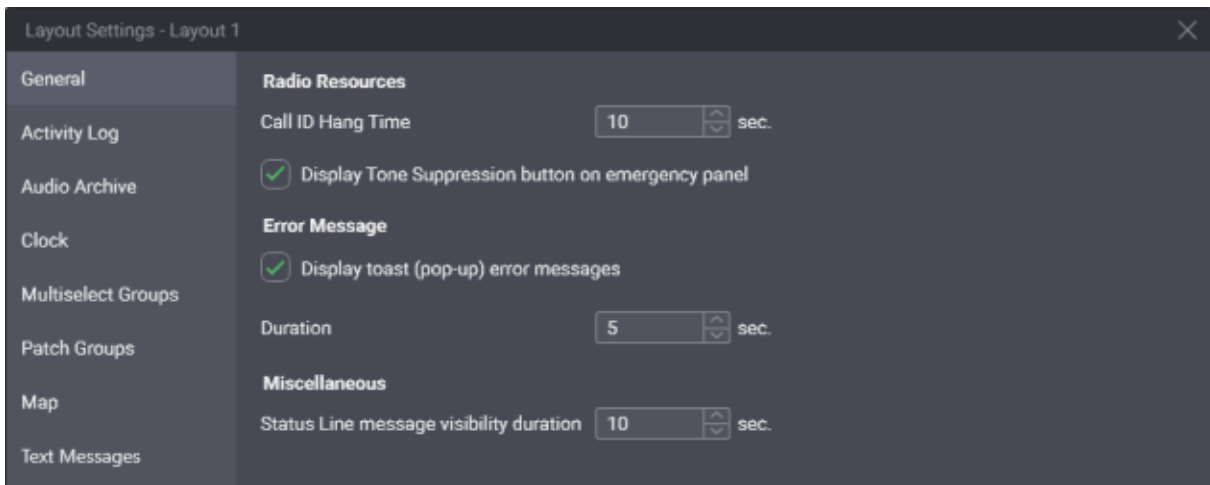 Layout Settings - Layout 1
General
Activity Log
Audio Archive
Clock
Multiselect Groups
Patch Groups
Map
Text Messages
Radio Resources
Call ID Hang Time 10 sec.
Display Tone Suppression button on emergency panel
Error Message
Display toast (pop-up) error messages
Duration 5 sec.
Miscellaneous
Status Line message visibility duration 10 sec.